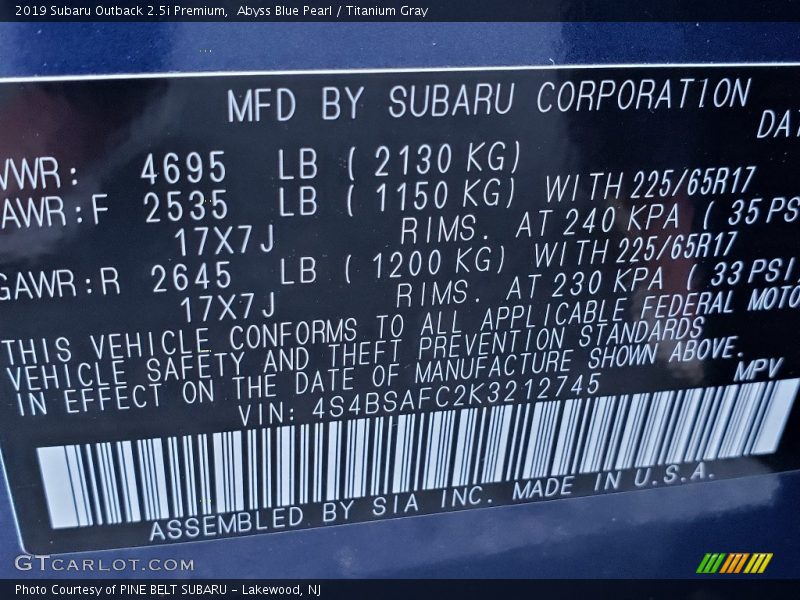 2019 Subaru Outback 2.5i Premium,  Abyss Blue Pearl / Titanium Gray
MFD BY SUBARU CORPORATION
VWR: 4695 LB ( 2130 KG)
AWR:F 2535 LB ( 1150 KG) WITH 225/65R17
17X7J RIMS. AT 240 KPA ( 35 PS
GAWR:R 2645 LB ( 1200 KG) WITH 225/65R17
17X7J RIMS. AT 230 KPA ( 33 PSI
THIS VEHICLE CONFORMS TO ALL APPLICABLE FEDERAL MOTO
VEHICLE SAFETY AND THEFT PREVENTION STANDARDS
IN EFFECT ON THE DATE OF MANUFACTURE SHOWN ABOVE.
VIN: 4S4BSAFC2K3212745 MPV
ASSEMBLED BY SIA INC. MADE IN U.S.A.
GTCARLOT.COM
Photo Courtesy of PINE BELT SUBARU - Lakewood, NJ